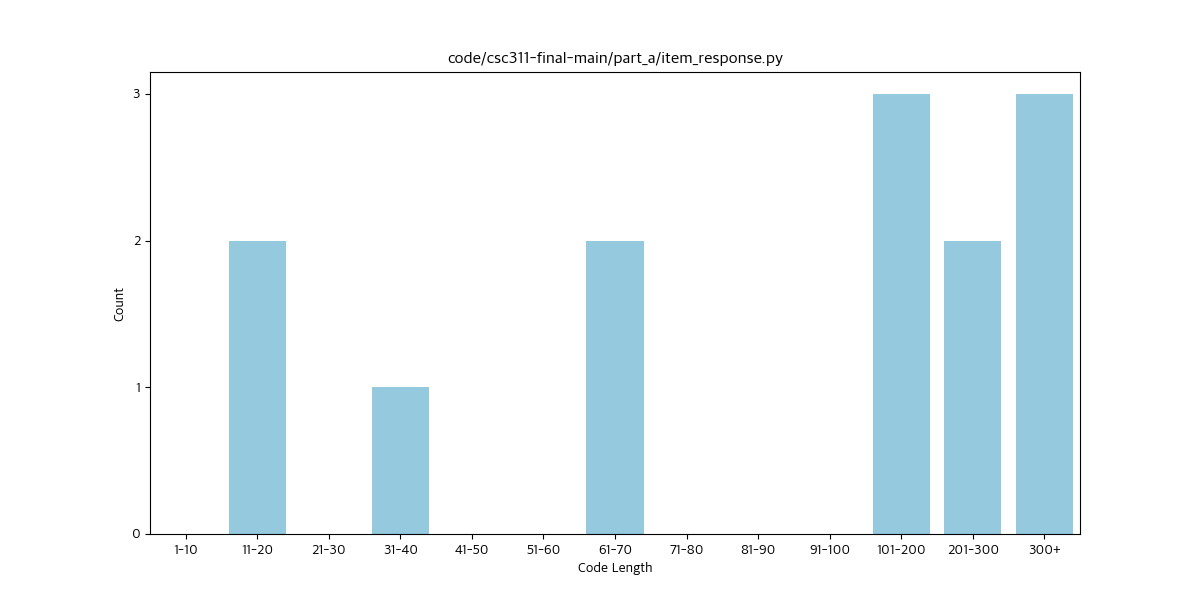 code/csc311-final-main/part_a/item_response.py
3
2
1
0
Count
1-10 11-20 21-30 31-40 41-50 51-60 61-70 71-80 81-90 91-100 101-200 201-300 300+
Code Length